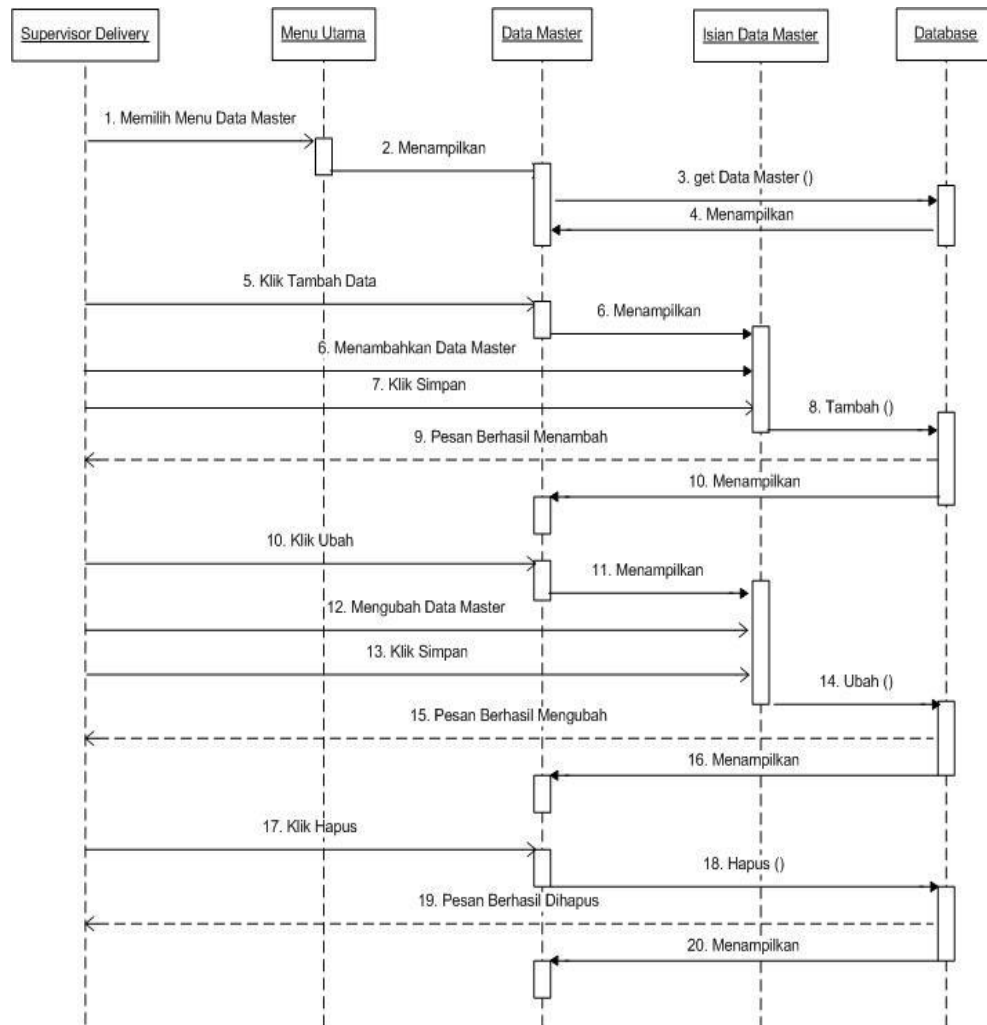 Supervisor Delivery
Menu Utama
Data Master
Isian Data Master
Database
1. Memilih Menu Data Master
2. Menampilkan
3. get Data Master ()
4. Menampilkan
5. Klik Tambah Data
6. Menampilkan
6. Menambahkan Data Master
7. Klik Simpan
8. Tambah ()
9. Pesan Berhasil Menambah
10. Menampilkan
10. Klik Ubah
11. Menampilkan
12. Mengubah Data Master
13. Klik Simpan
14. Ubah ()
15. Pesan Berhasil Mengubah
16. Menampilkan
17. Klik Hapus
18. Hapus ()
19. Pesan Berhasil Dihapus
20. Menampilkan